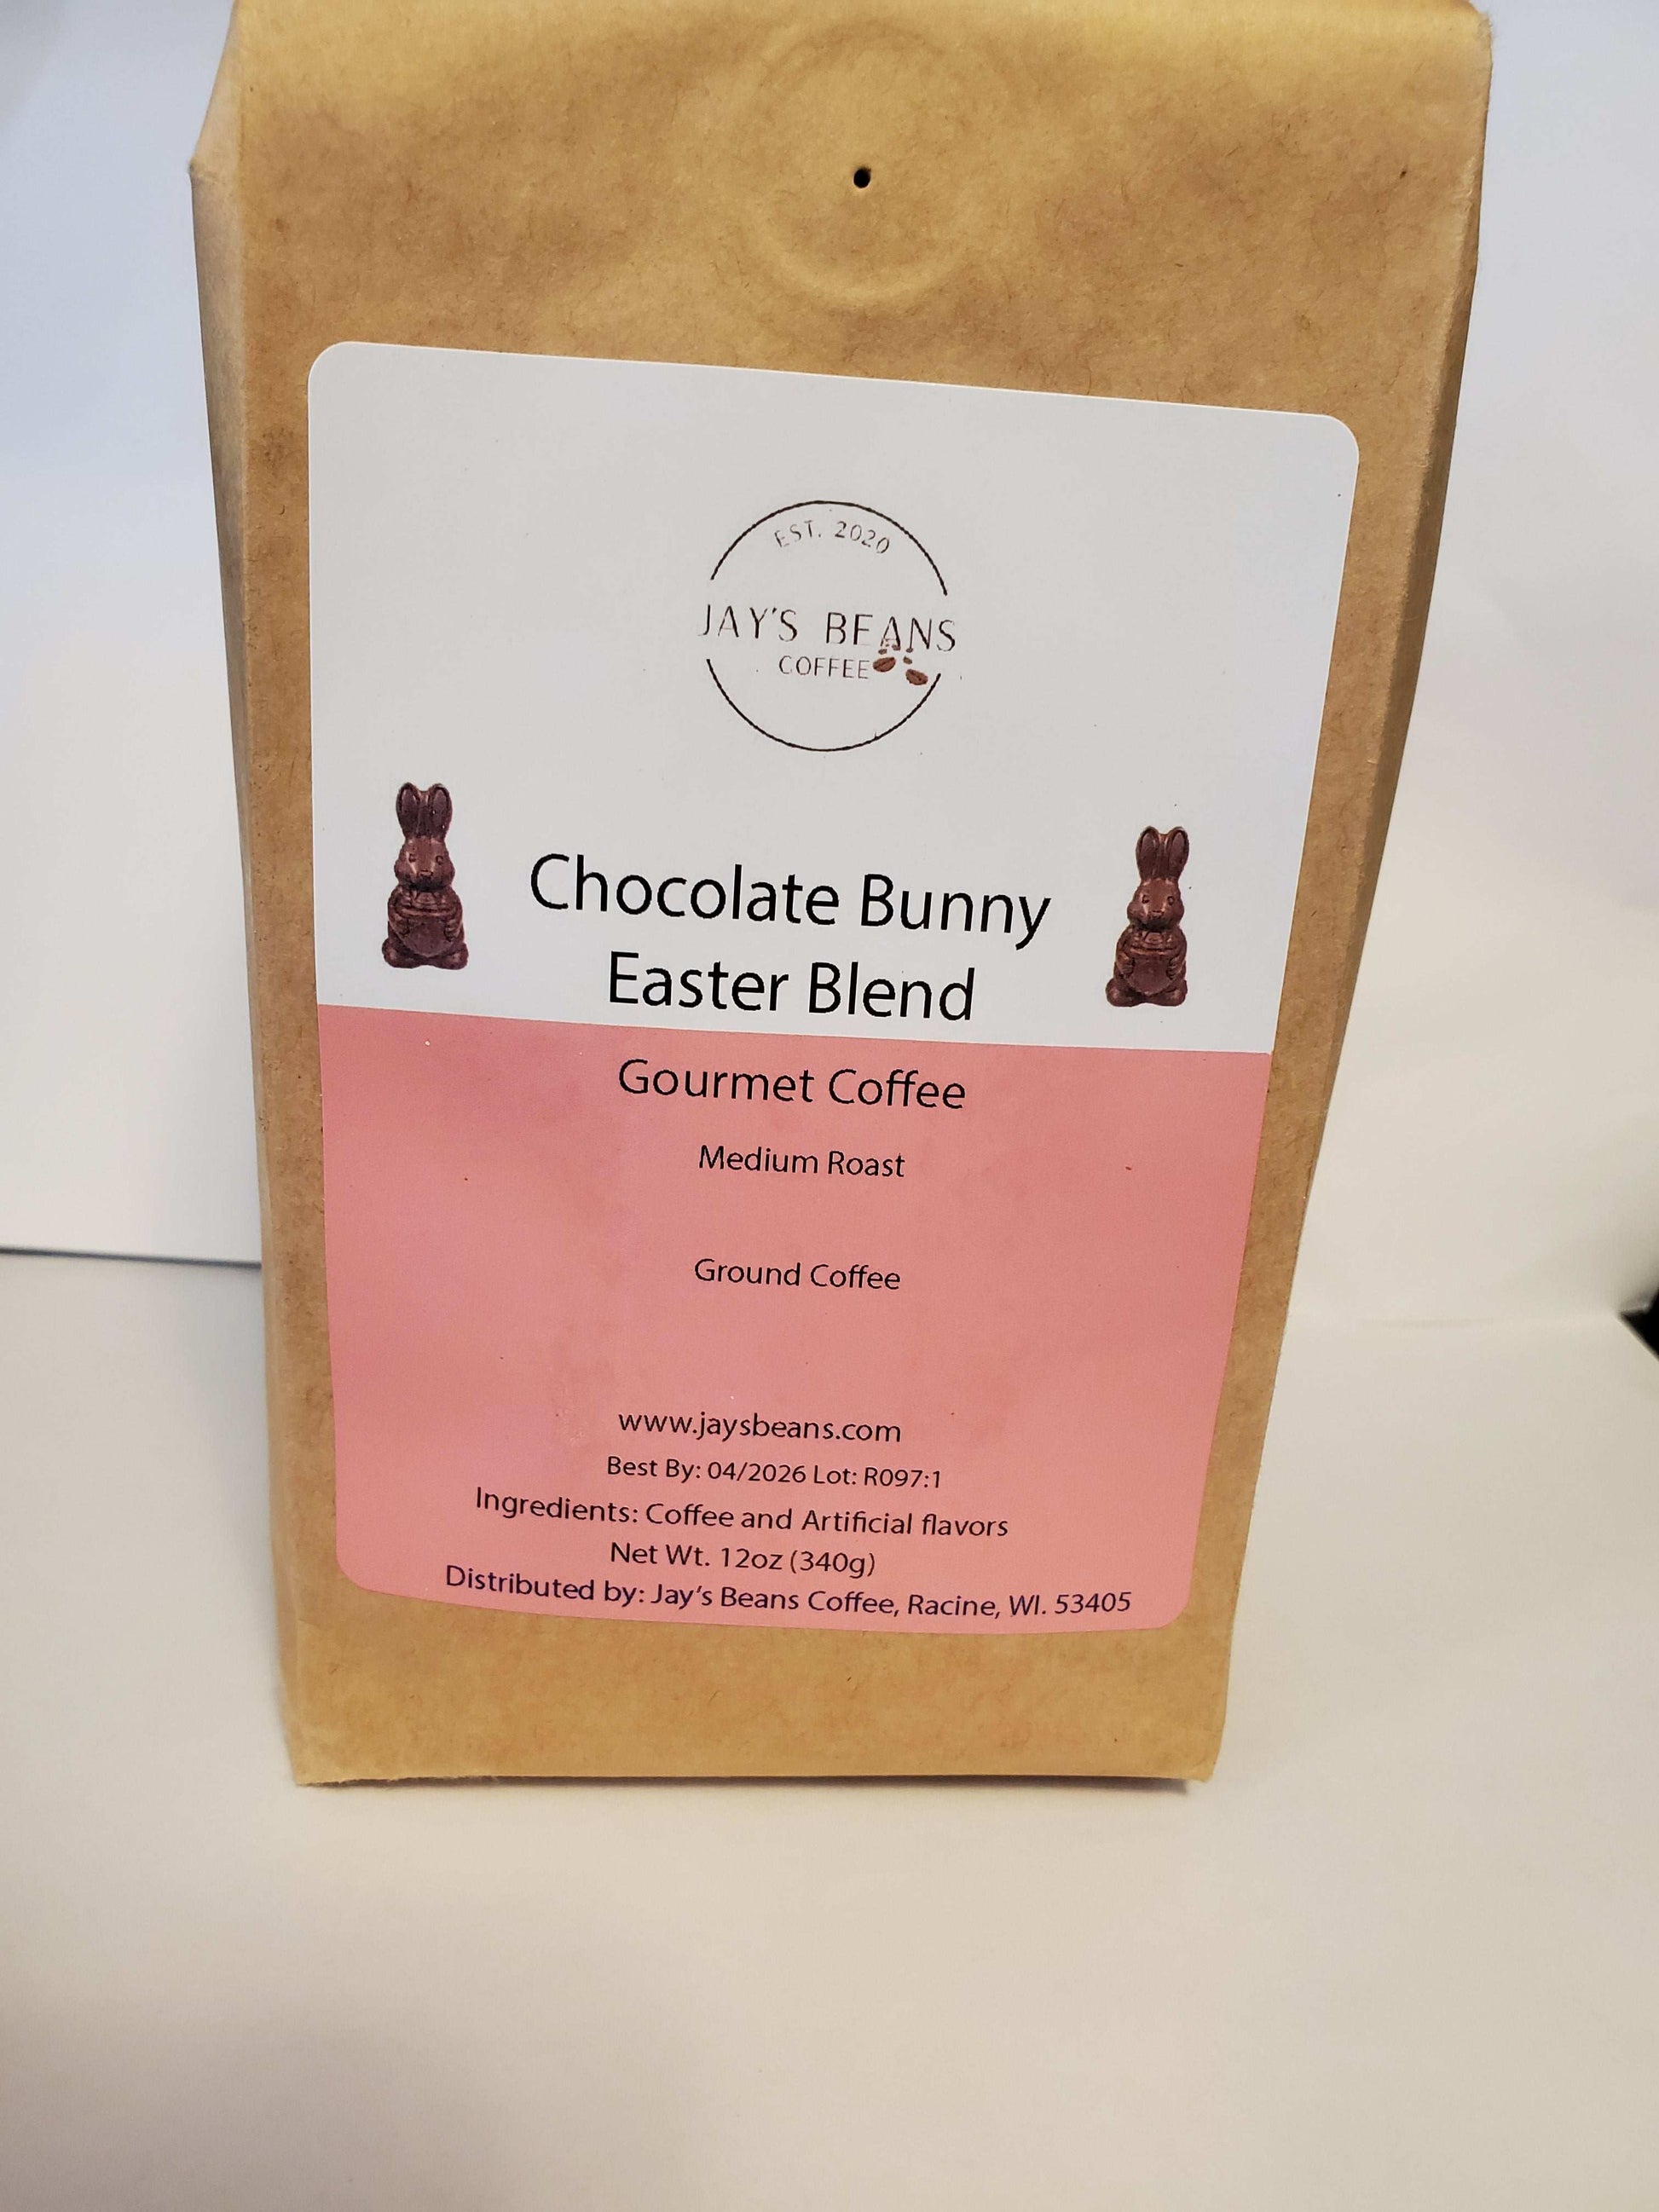 EST. 2020
JAY'S BEANS
COFFEE
Chocolate Bunny
Easter Blend
Gourmet Coffee
Medium Roast
Ground Coffee
www.jaysbeans.com
Best By: 04/2026 Lot: R097:1
Ingredients: Coffee and Artificial flavors
Net Wt. 12oz (340g)
Distributed by: Jay's Beans Coffee, Racine, WI. 53405